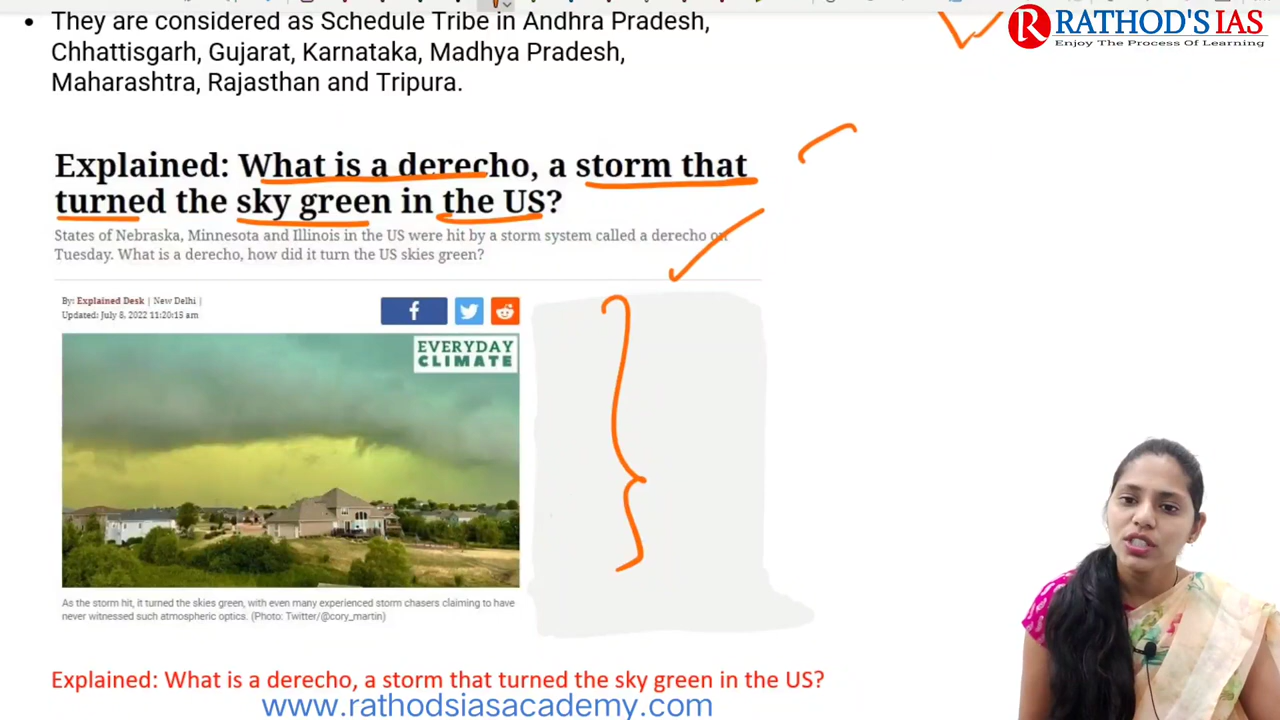 • They are considered as Schedule Tribe in Andhra Pradesh,
Chhattisgarh, Gujarat, Karnataka, Madhya Pradesh,
Maharashtra, Rajasthan and Tripura.
RATHOD'S IAS
Enjoy The Process Of Learning
Explained: What is a derecho, a storm that
turned the sky green in the US?
States of Nebraska, Minnesota and Illinois in the US were hit by a storm system called a derecho on
Tuesday. What is a derecho, how did it turn the US skies green?
By: Explained Desk | New Delhi |
Updated: July 8, 2022 11:20:15 am
EVERYDAY
CLIMATE
As the storm hit, it turned the skies green, with even many experienced storm chasers claiming to have
never witnessed such atmospheric optics. (Photo: Twitter/@cory_martin)
Explained: What is a derecho, a storm that turned the sky green in the US?
www.rathodsiasacademy.com